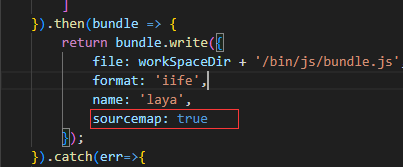 ]
}).then(bundle => {
return bundle.write({
file: workSpaceDir + '/bin/js/bundle.js',
format: 'iife',
name: 'laya',
sourcemap: true
});
}).catch(err=>{